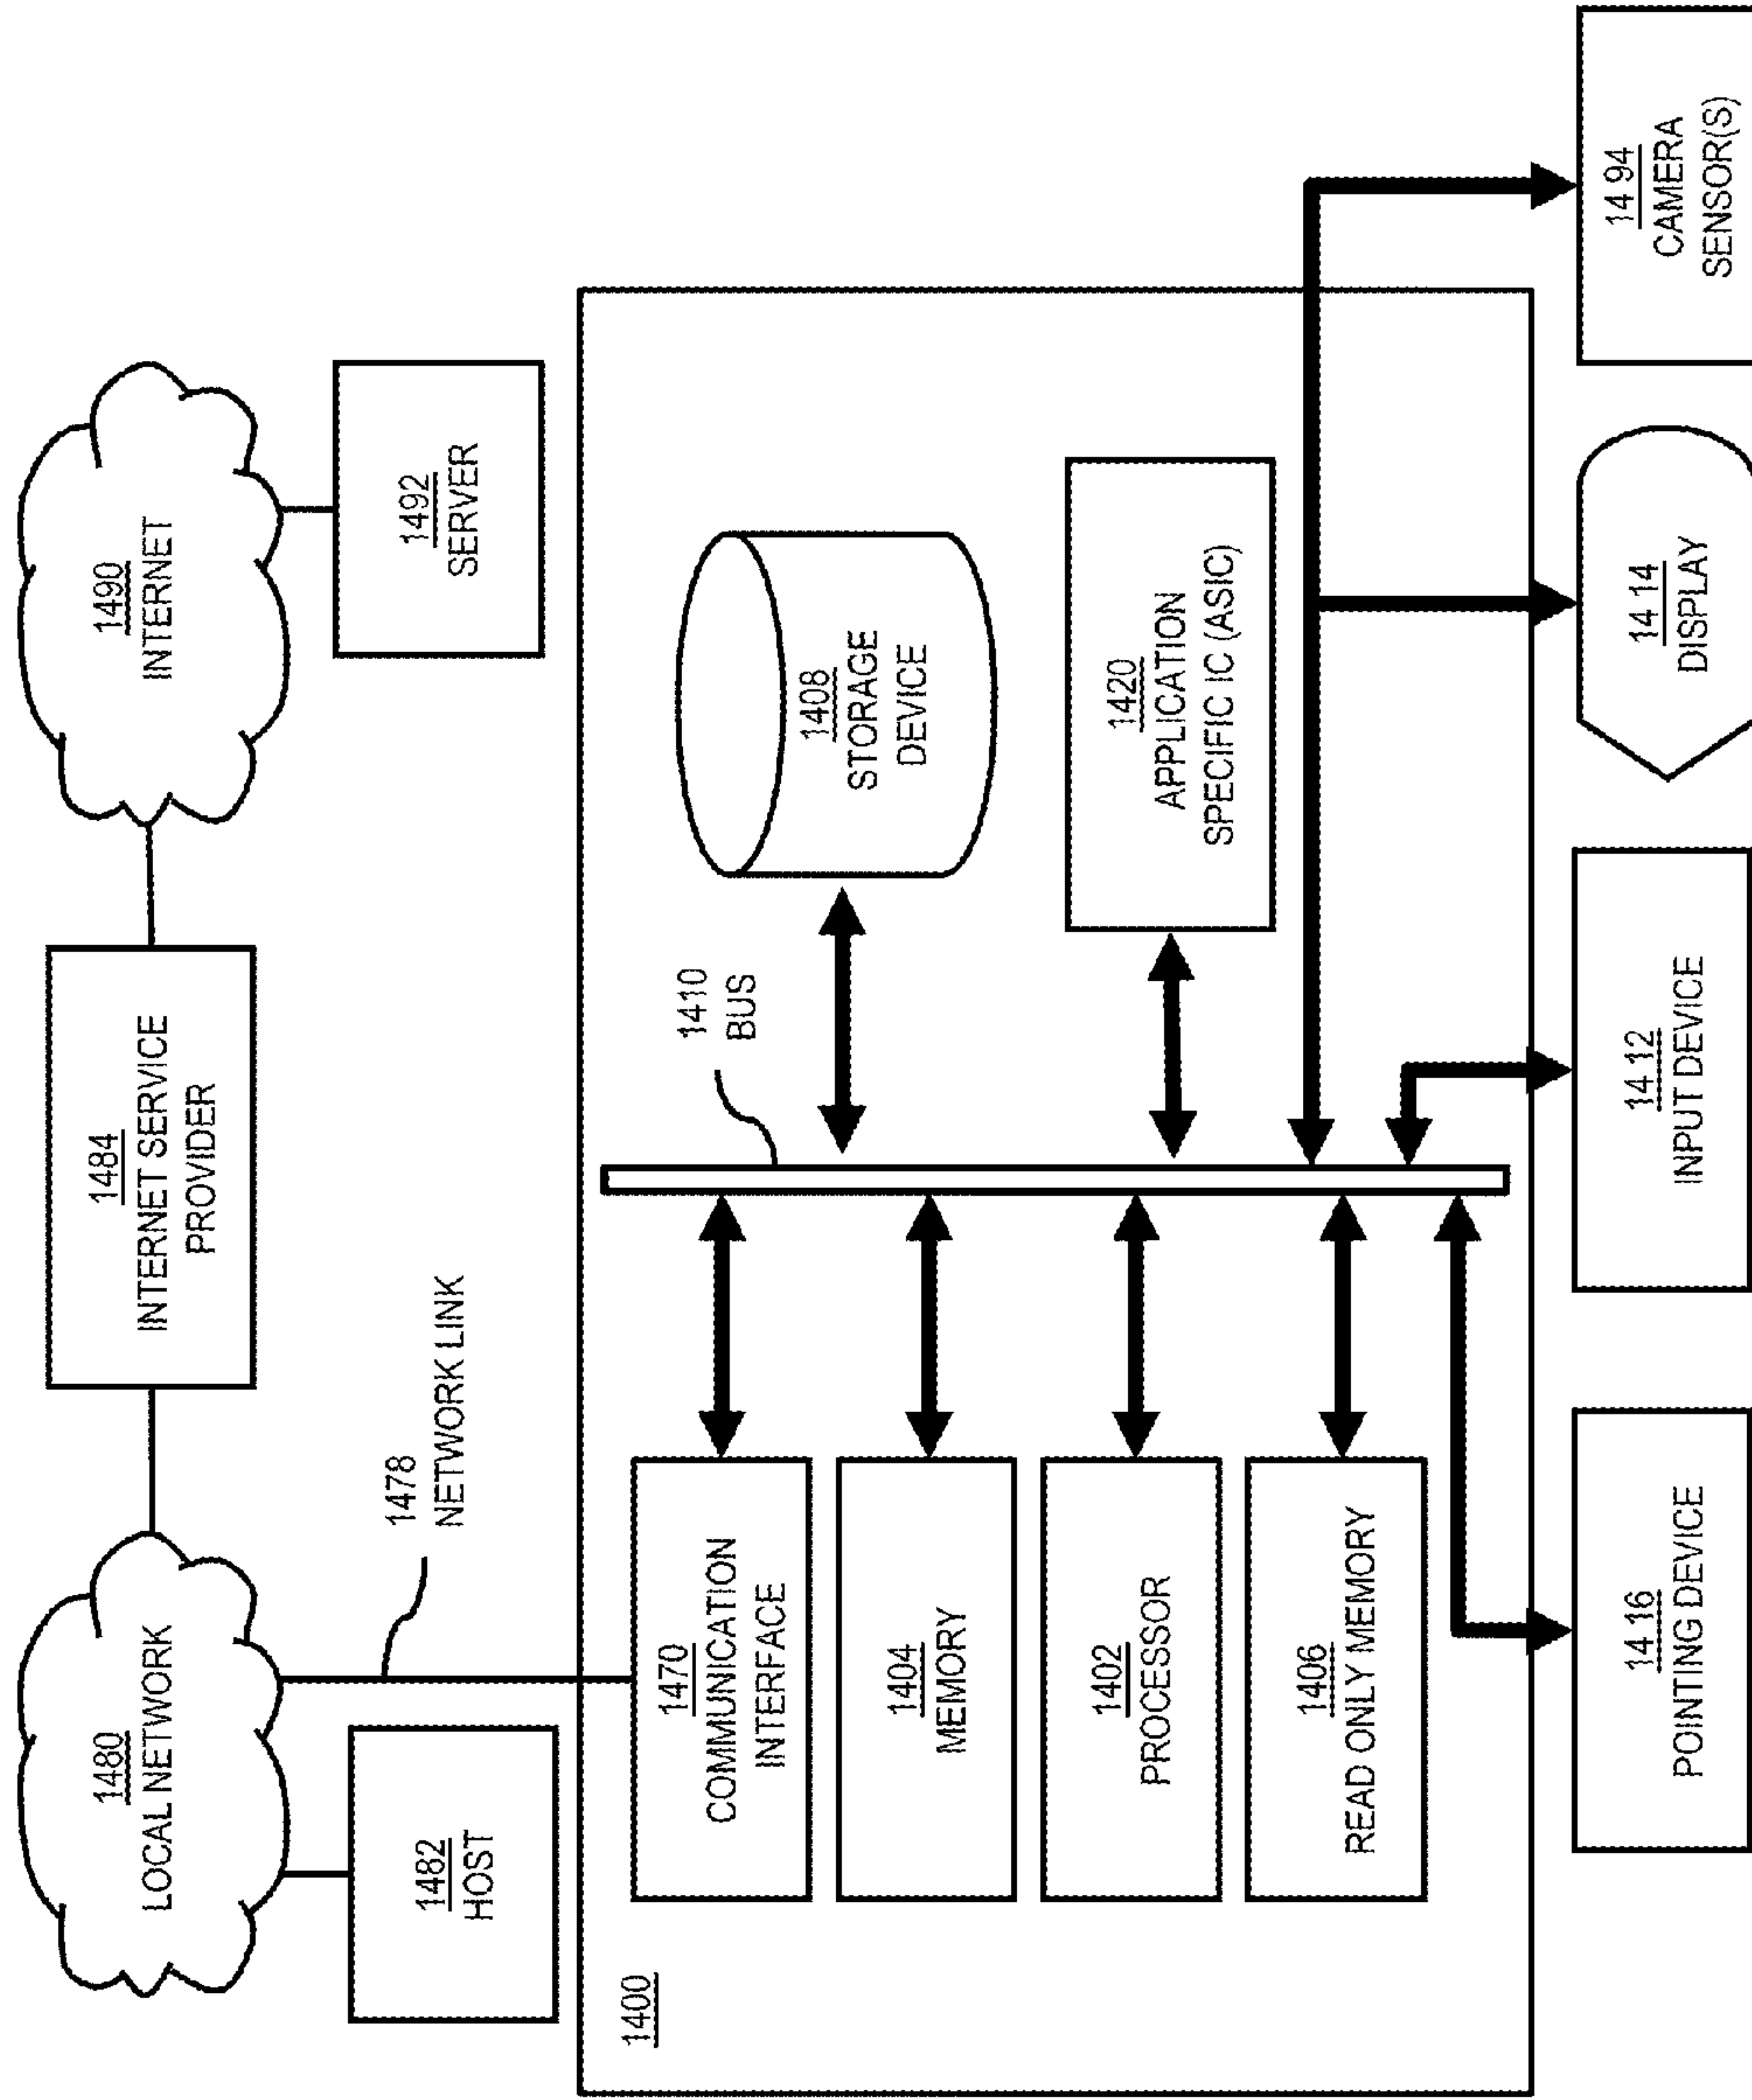 1480
LOCAL NETWORK
1484
INTERNET SERVICE
PROVIDER
1490
INTERNET
1482
HOST
1478
NETWORK LINK
1492
SERVER
1400
1470
COMMUNICATION
INTERFACE
1410
BUS
1408
STORAGE
DEVICE
1404
MEMORY
1402
PROCESSOR
1420
APPLICATION
SPECIFIC IC (ASIC)
1406
READ ONLY MEMORY
14 16
POINTING DEVICE
14 12
INPUT DEVICE
14 14
DISPLAY
14 94
CAMERA
SENSOR(S)